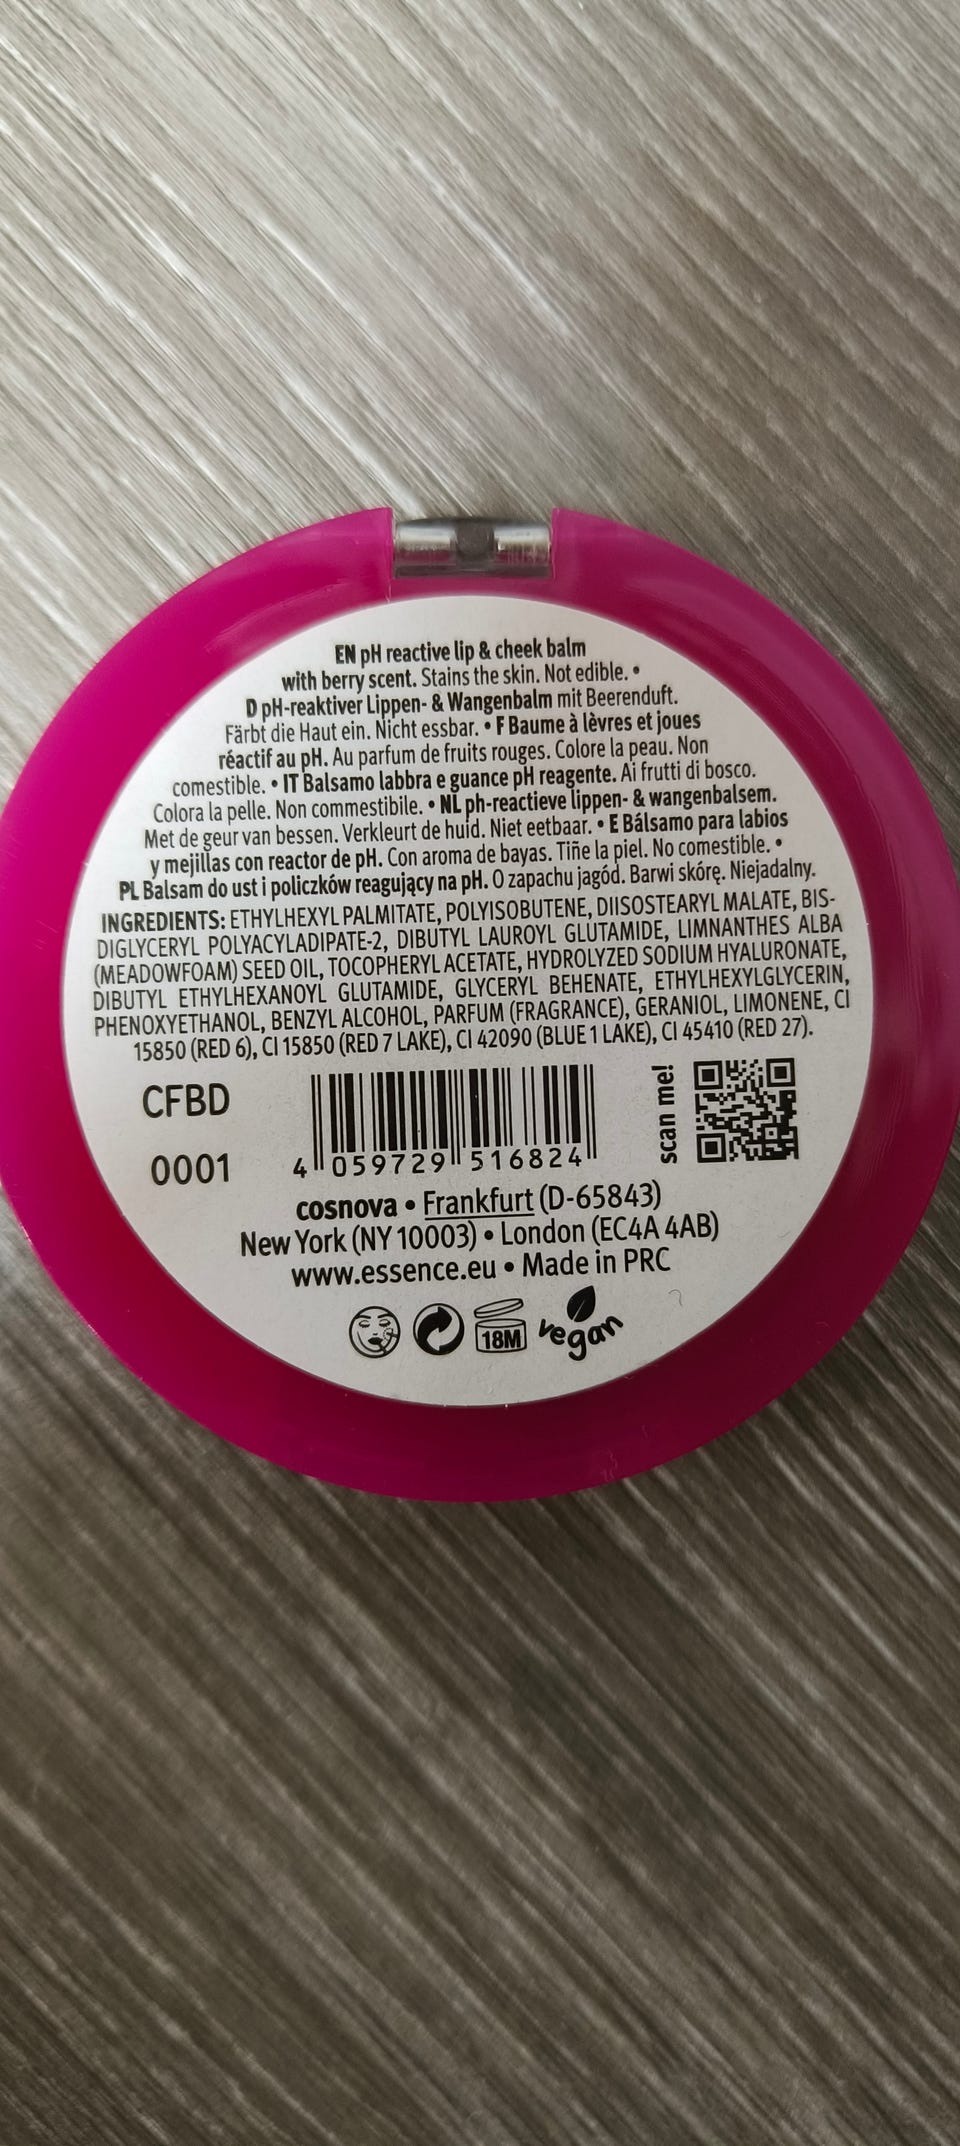 EN pH reactive lip & cheek balm
with berry scent. Stains the skin. Not edible. •
D pH-reaktiver Lippen- & Wangenbalm mit Beerenduft.
Färbt die Haut ein. Nicht essbar. • F Baume à lèvres et joues
réactif au pH. Au parfum de fruits rouges. Colore la peau. Non
comestible. • IT Balsamo labbra e guance pH reagente. Ai frutti di bosco.
Colora la pelle. Non commestibile. • NL ph-reactieve lippen- & wangenbalsem.
Met de geur van bessen. Verkleurt de huid. Niet eetbaar. • E Bálsamo para labios
y mejillas con reactor de pH. Con aroma de bayas. Tiñe la piel. No comestible. •
PL Balsam do ust i policzków reagujący na pH. O zapachu jagód. Barwi skórę. Niejadalny.
INGREDIENTS: ETHYLHEXYL PALMITATE, POLYISOBUTENE, DIISOSTEARYL MALATE, BIS-
DIGLYCERYL POLYACYLADIPATE-2, DIBUTYL LAUROYL GLUTAMIDE, LIMNANTHES ALBA
(MEADOWFOAM) SEED OIL, TOCOPHERYL ACETATE, HYDROLYZED SODIUM HYALURONATE,
DIBUTYL ETHYLHEXANOYL GLUTAMIDE, GLYCERYL BEHENATE, ETHYLHEXYLGLYCERIN,
PHENOXYETHANOL, BENZYL ALCOHOL, PARFUM (FRAGRANCE), GERANIOL, LIMONENE, CI
15850 (RED 6), CI 15850 (RED 7 LAKE), CI 42090 (BLUE 1 LAKE), CI 45410 (RED 27).
CFBD
0001
4 059729 516824
scan me!
cosnova • Frankfurt (D-65843)
New York (NY 10003) • London (EC4A 4AB)
www.essence.eu • Made in PRC
18M
vegan